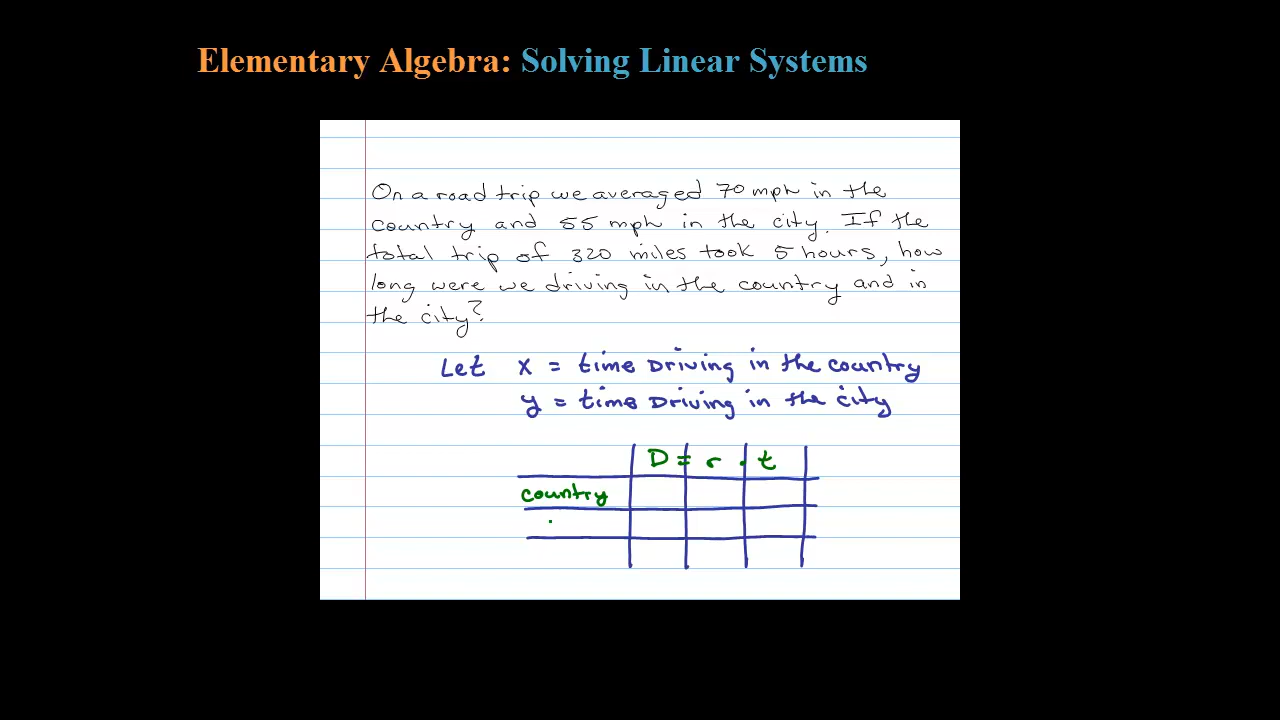 Elementary Algebra: Solving Linear Systems
On a road trip we averaged 70 mph in the
country and 55 mph in the city. If the
total trip of 320 miles took 5 hours, how
long were we driving in the country and in
the city?
Let x = time driving in the country
y = time driving in the city
D = r · t
country